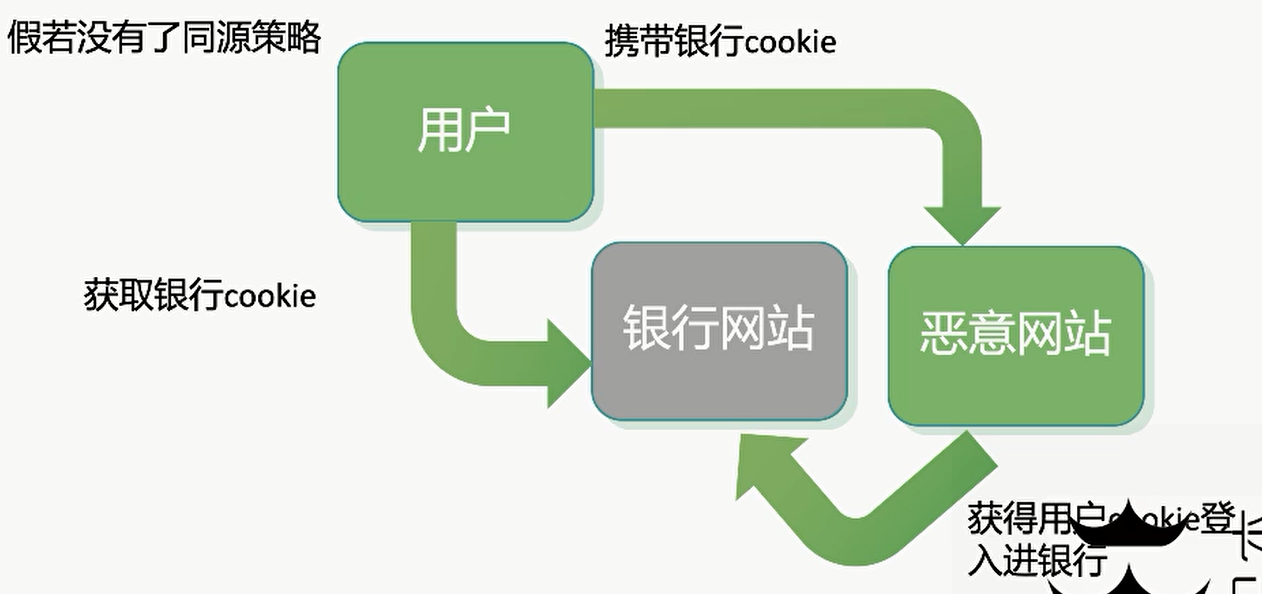 假若没有了同源策略
携带银行cookie
用户
获取银行cookie
银行网站
恶意网站
获得用户cookie登
入进银行